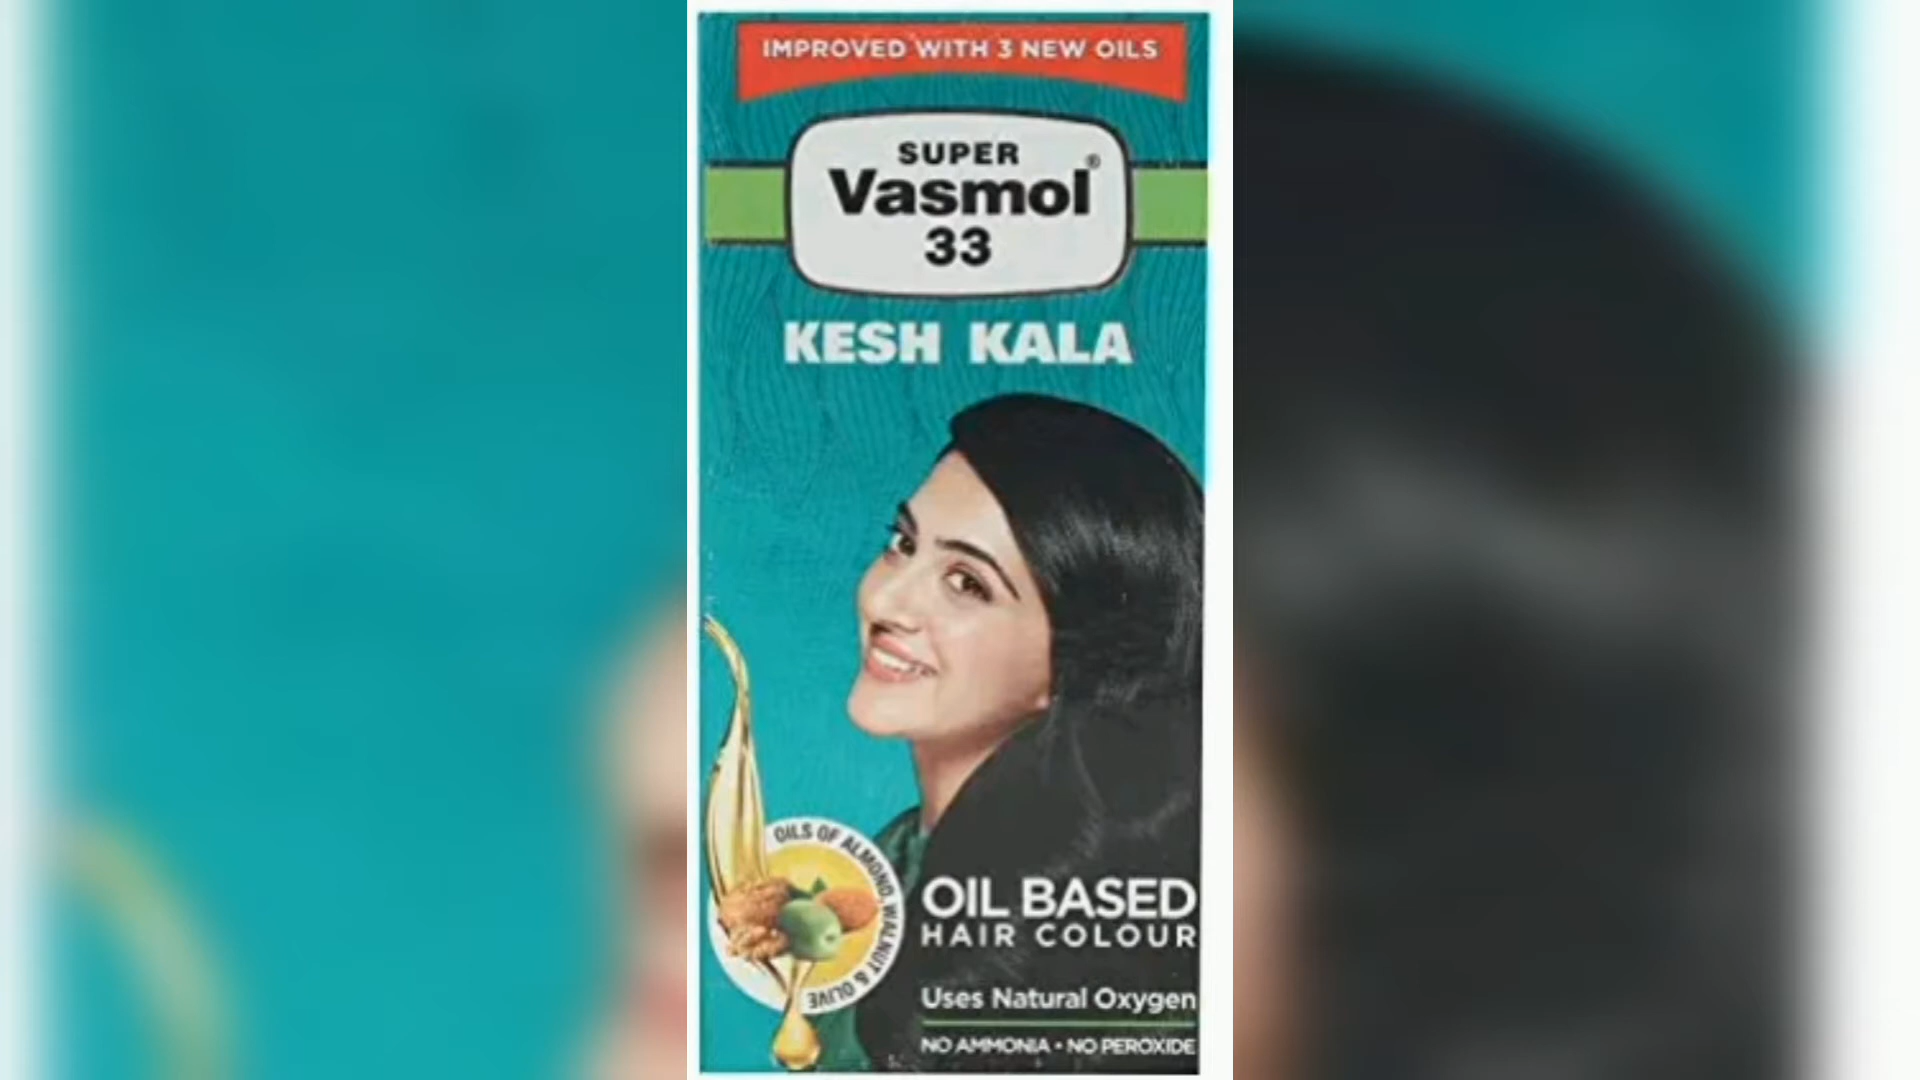 IMPROVED WITH 3 NEW OILS
SUPER
Vasmol®
33
KESH KALA
OILS OF ALMOND, WALNUT & OLIVE
OIL BASED
HAIR COLOUR
Uses Natural Oxygen
NO AMMONIA • NO PEROXIDE